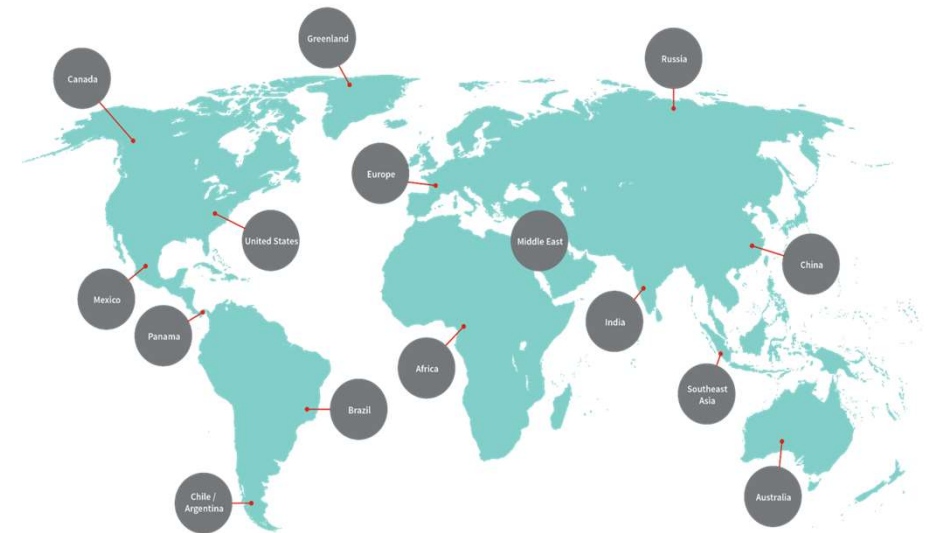 Greenland
Russia
Canada
Europe
United States
Middle East
China
Mexico
India
Panama
Africa
Southeast
Asia
Brazil
Chile /
Argentina
Australia